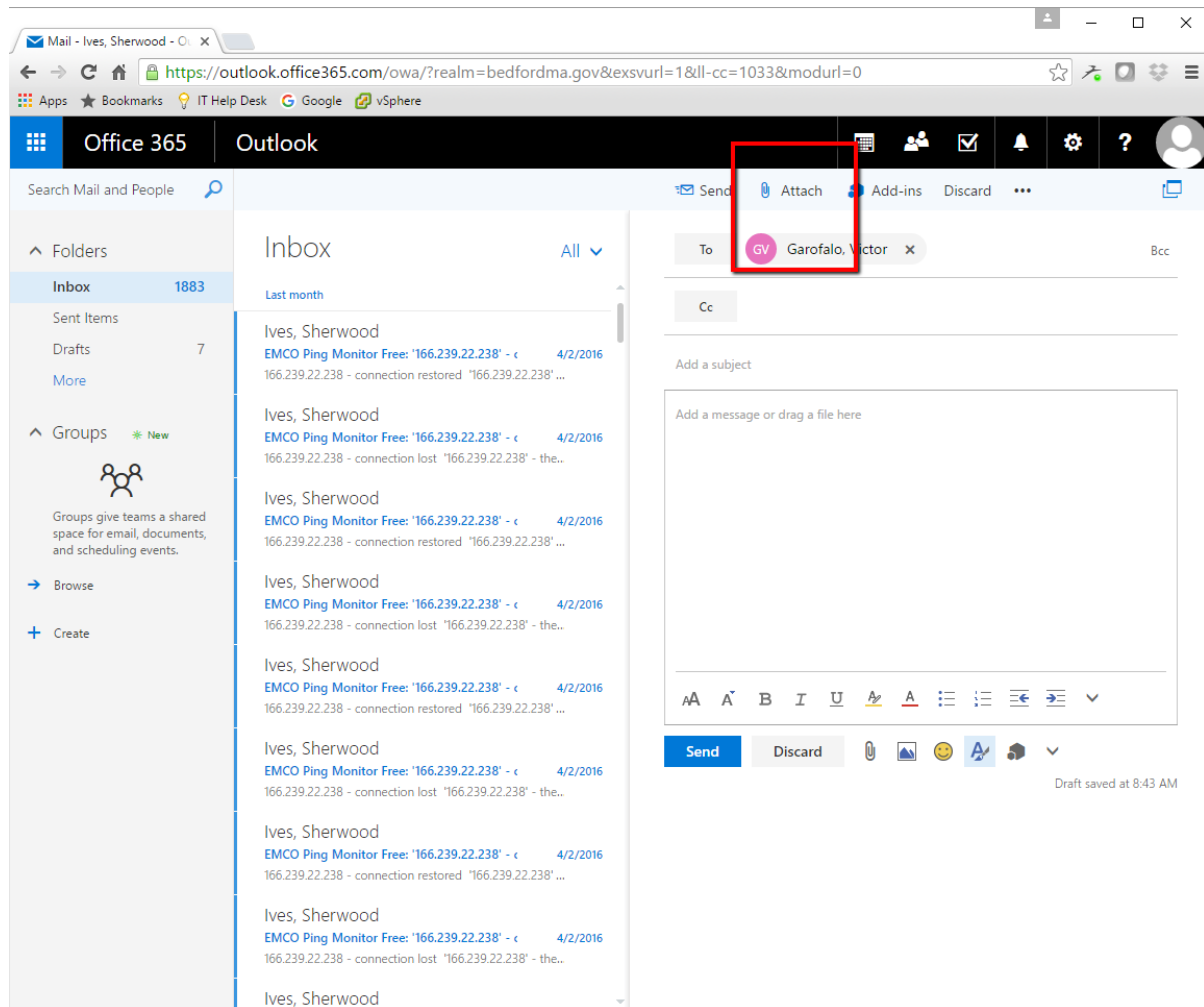 Mail - Ives, Sherwood - O
https://outlook.office365.com/owa/?realm=bedfordma.gov&exsvurl=1&ll-cc=1033&modurl=0
Apps Bookmarks IT Help Desk Google vSphere
Office 365 Outlook ?
Search Mail and People
Send Attach Add-ins Discard •••
Folders
Inbox 1883
Sent Items
Drafts 7
More
Groups New
Groups give teams a shared
space for email, documents,
and scheduling events.
Browse
Create
Inbox All
Last month
Ives, Sherwood
EMCO Ping Monitor Free: '166.239.22.238' - c 4/2/2016
166.239.22.238 - connection restored '166.239.22.238' ...
Ives, Sherwood
EMCO Ping Monitor Free: '166.239.22.238' - c 4/2/2016
166.239.22.238 - connection lost '166.239.22.238' - the...
Ives, Sherwood
EMCO Ping Monitor Free: '166.239.22.238' - c 4/2/2016
166.239.22.238 - connection restored '166.239.22.238' ...
Ives, Sherwood
EMCO Ping Monitor Free: '166.239.22.238' - c 4/2/2016
166.239.22.238 - connection lost '166.239.22.238' - the...
Ives, Sherwood
EMCO Ping Monitor Free: '166.239.22.238' - c 4/2/2016
166.239.22.238 - connection restored '166.239.22.238' ...
Ives, Sherwood
EMCO Ping Monitor Free: '166.239.22.238' - c 4/2/2016
166.239.22.238 - connection lost '166.239.22.238' - the...
Ives, Sherwood
EMCO Ping Monitor Free: '166.239.22.238' - c 4/2/2016
166.239.22.238 - connection restored '166.239.22.238' ...
Ives, Sherwood
EMCO Ping Monitor Free: '166.239.22.238' - c 4/2/2016
166.239.22.238 - connection lost '166.239.22.238' - the...
Ives, Sherwood
To GV Garofalo, Victor Bcc
Cc
Add a subject
Add a message or drag a file here
AA A B I U A A
Send Discard
Draft saved at 8:43 AM